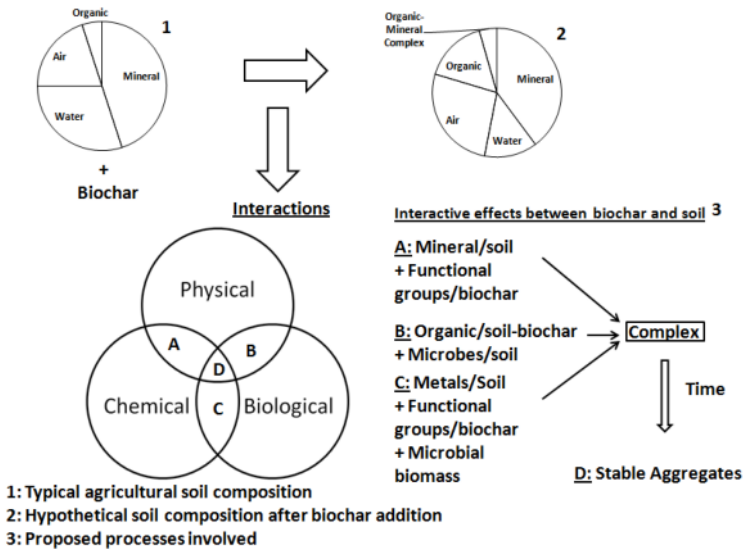 Organic
1
Air
Mineral
Water
+
Biochar
Organic-
Mineral
Complex
2
Organic
Mineral
Air
Water
Interactions
Physical
A
B
D
Chemical
C
Biological
Interactive effects between biochar and soil 3
A: Mineral/soil
+ Functional
groups/biochar
B: Organic/soil-biochar
+ Microbes/soil
C: Metals/Soil
+ Functional
groups/biochar
+ Microbial
biomass
Complex
Time
D: Stable Aggregates
1: Typical agricultural soil composition
2: Hypothetical soil composition after biochar addition
3: Proposed processes involved